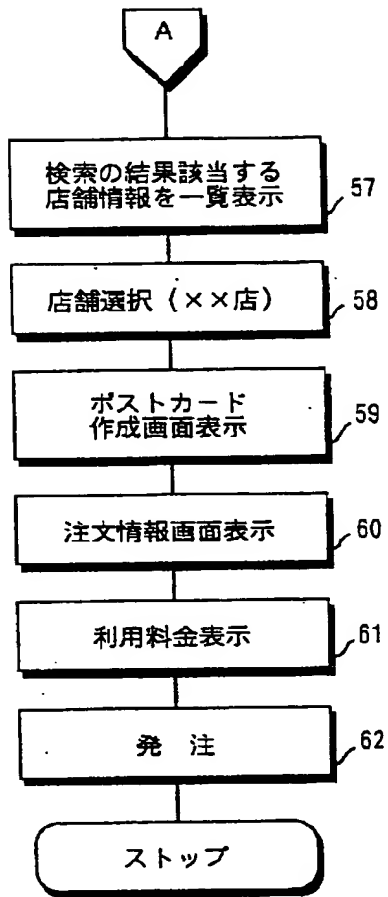 A
検索の結果該当する
店舗情報を一覧表示
57
店舗選択（××店）
58
ポストカード
作成画面表示
59
注文情報画面表示
60
利用料金表示
61
発　注
62
ストップ